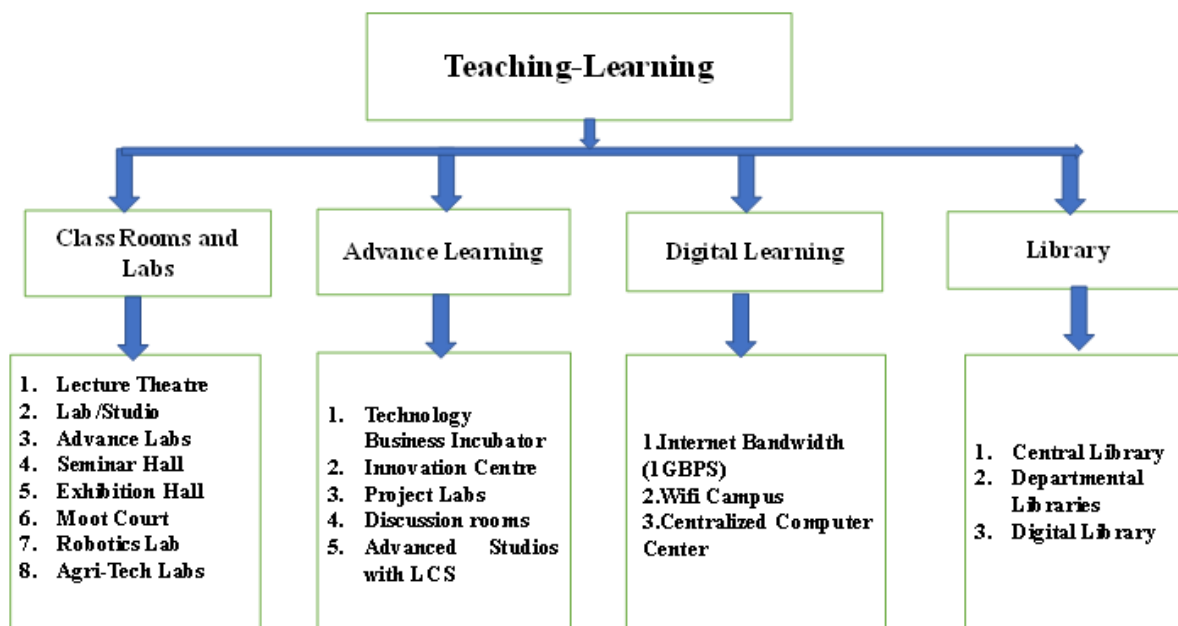 Teaching-Learning
Class Rooms and
Labs
Advance Learning
Digital Learning
Library
1. Lecture Theatre
2. Lab/Studio
3. Advance Labs
4. Seminar Hall
5. Exhibition Hall
6. Moot Court
7. Robotics Lab
8. Agri-Tech Labs
1. Technology
Business Incubator
2. Innovation Centre
3. Project Labs
4. Discussion rooms
5. Advanced Studios
with LCS
1.Internet Bandwidth
(1GBPS)
2.Wifi Campus
3.Centralized Computer
Center
1. Central Library
2. Departmental
Libraries
3. Digital Library